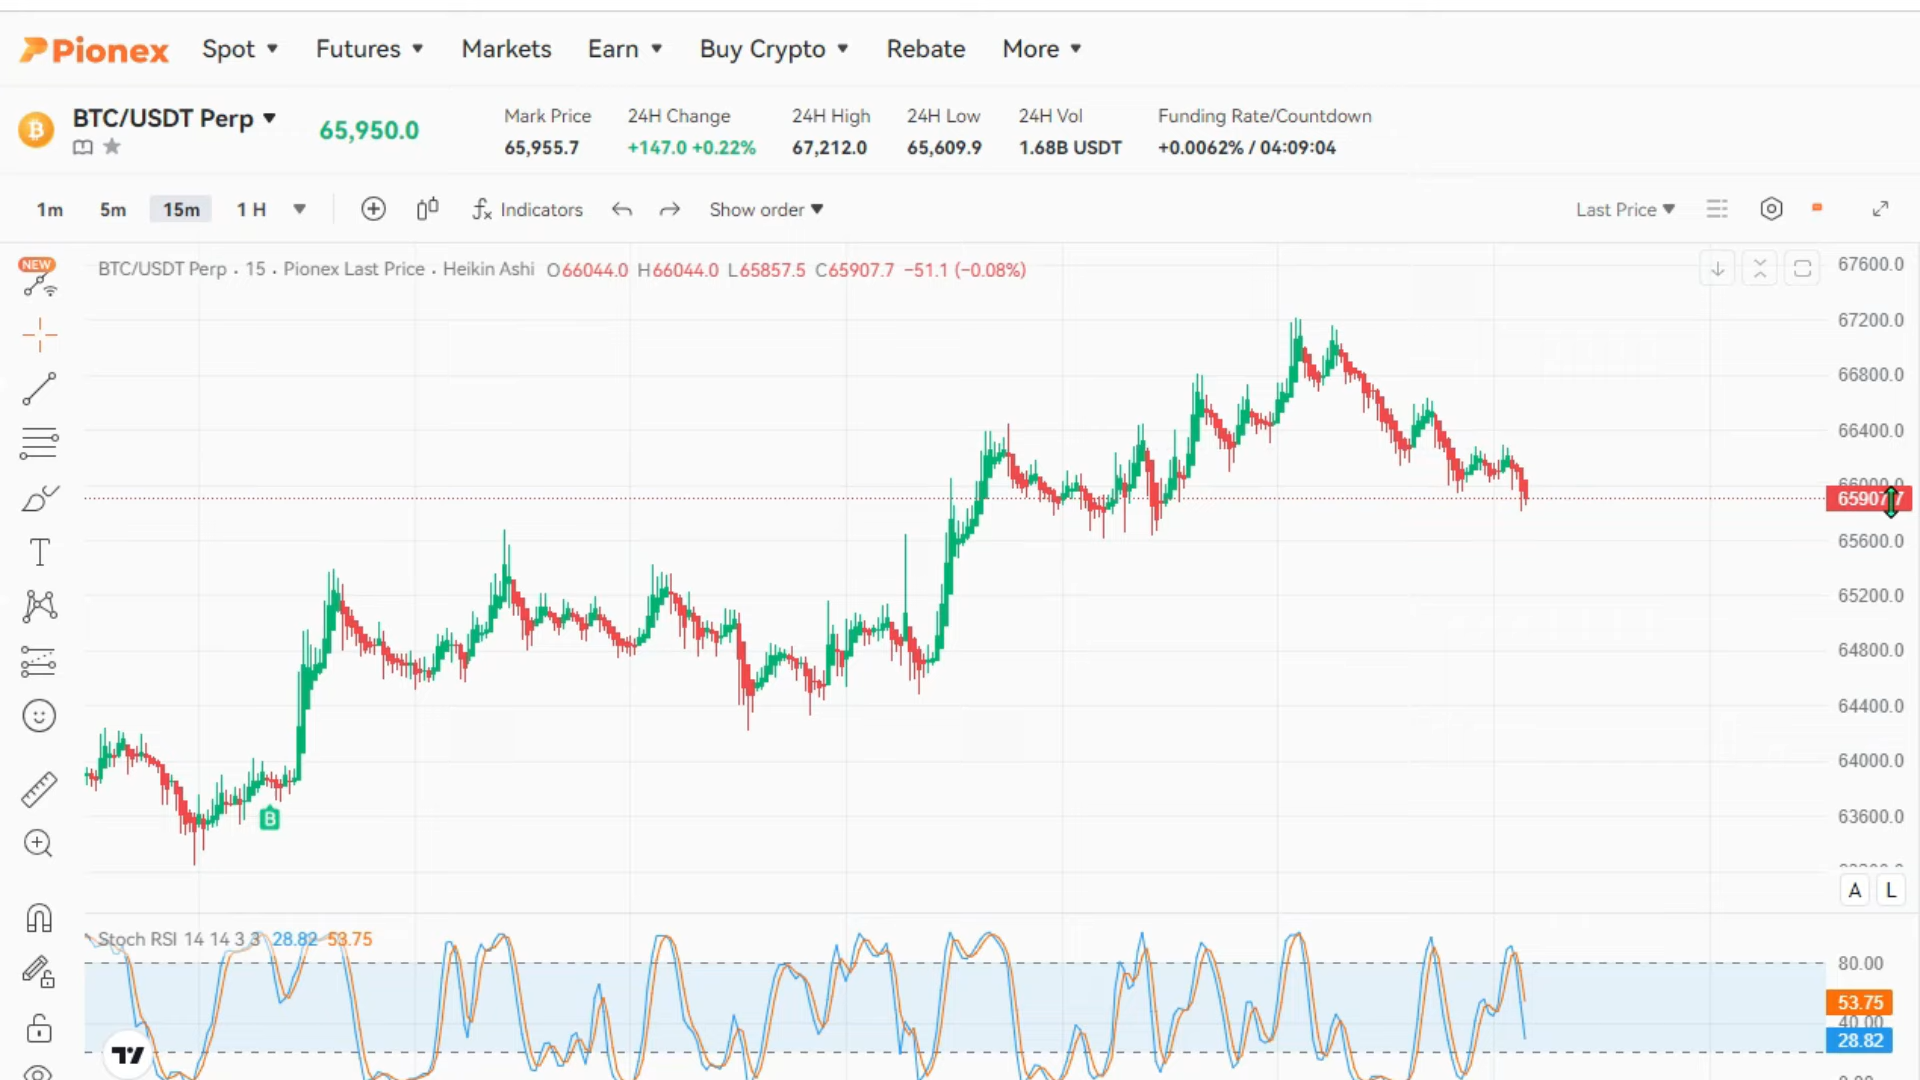 Pionex Spot Futures Markets Earn Buy Crypto Rebate More
BTC/USDT Perp 65,950.0
Mark Price 24H Change 24H High 24H Low 24H Vol Funding Rate/Countdown
65,955.7 +147.0 +0.22% 67,212.0 65,609.9 1.68B USDT +0.0062% / 04:09:04
1m 5m 15m 1 H Indicators Show order Last Price
NEW
BTC/USDT Perp · 15 · Pionex Last Price · Heikin Ashi O66044.0 H66044.0 L65857.5 C65907.7 −51.1 (−0.08%)
67600.0
67200.0
66800.0
66400.0
66000.0
65907.7
65600.0
65200.0
64800.0
64400.0
64000.0
B
63600.0
A L
Stoch RSI 14 14 3 3 28.82 53.75
80.00
53.75
40.00
28.82